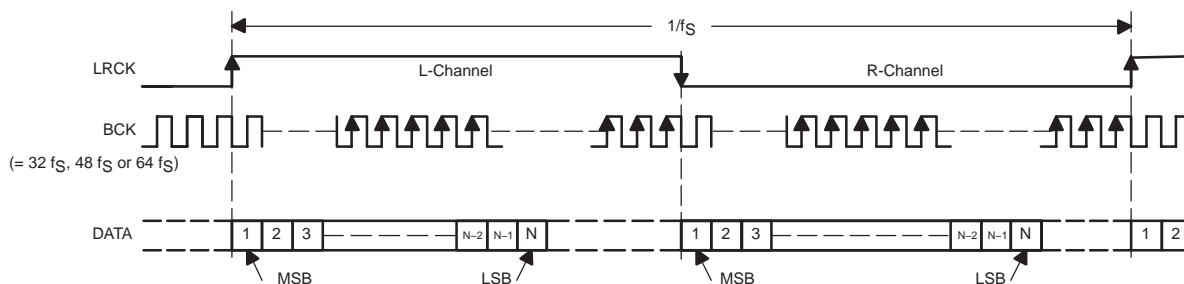 1/fS
LRCK
L-Channel
R-Channel
BCK
(= 32 fS, 48 fS or 64 fS)
DATA
1 2 3 N–2 N–1 N 1 2 3 N–2 N–1 N 1 2
MSB LSB MSB LSB